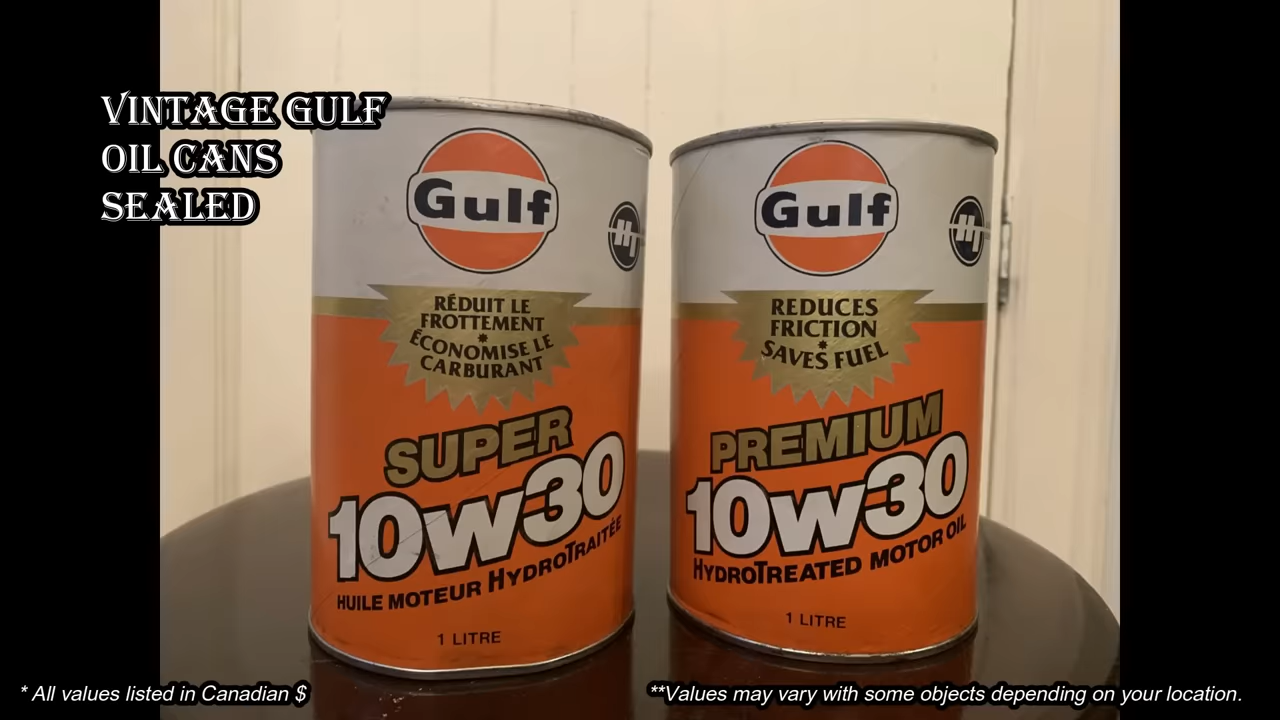 VINTAGE GULF
OIL CANS
SEALED
Gulf
HT
RÉDUIT LE
FROTTEMENT
*
ÉCONOMISE LE
CARBURANT
SUPER
10w30
HUILE MOTEUR HYDROTRAITÉE
1 LITRE
Gulf
HT
REDUCES
FRICTION
*
SAVES FUEL
PREMIUM
10w30
HYDROTREATED MOTOR OIL
1 LITRE
* All values listed in Canadian $
**Values may vary with some objects depending on your location.